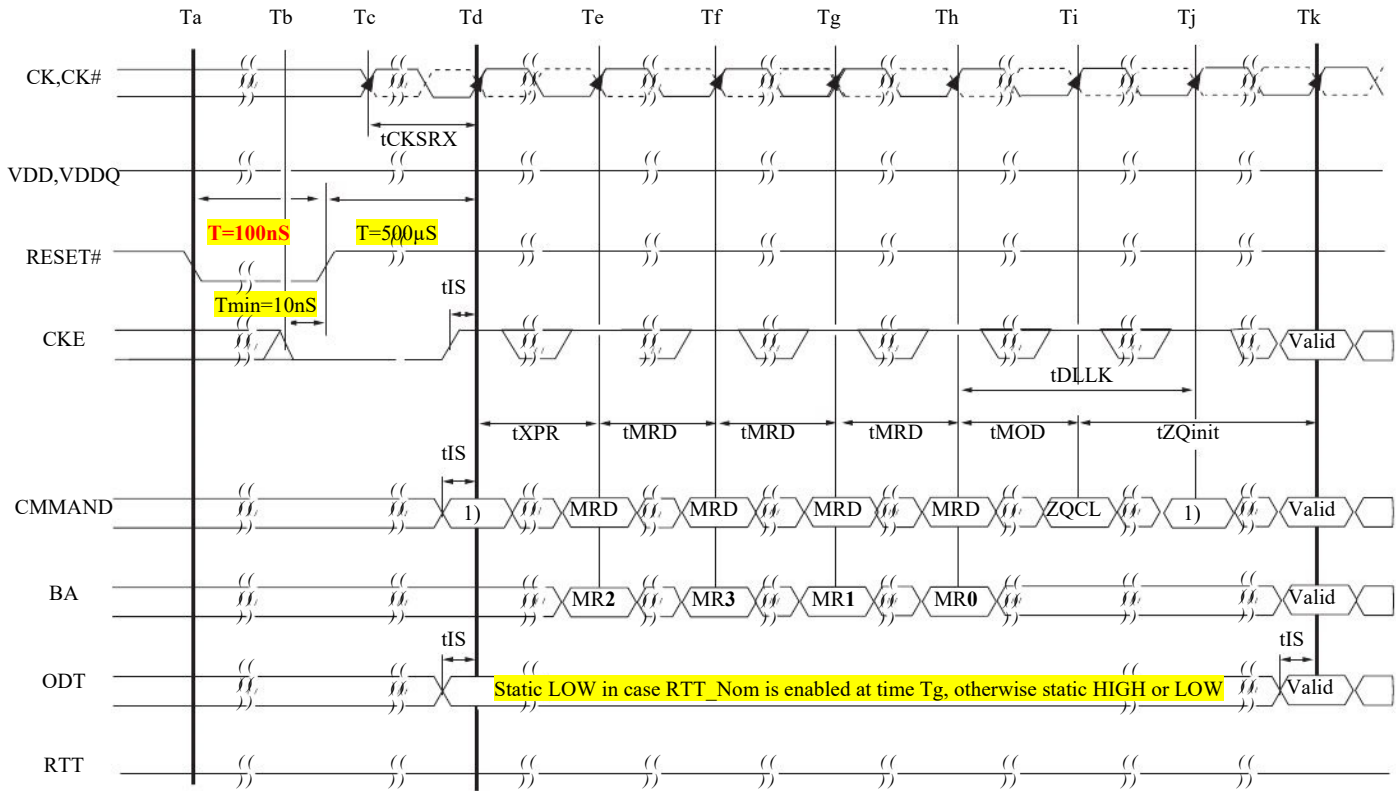 Ta Tb Tc Td Te Tf Tg Th Ti Tj Tk
CK,CK#
tCKSRX
VDD,VDDQ
T=100nS T=500µS
RESET#
Tmin=10nS tIS
CKE Valid
tDLLK
tXPR tMRD tMRD tMRD tMOD tZQinit
tIS
CMMAND 1) MRD MRD MRD MRD ZQCL 1) Valid
BA MR2 MR3 MR1 MR0 Valid
tIS tIS
ODT Static LOW in case RTT_Nom is enabled at time Tg, otherwise static HIGH or LOW Valid
RTT